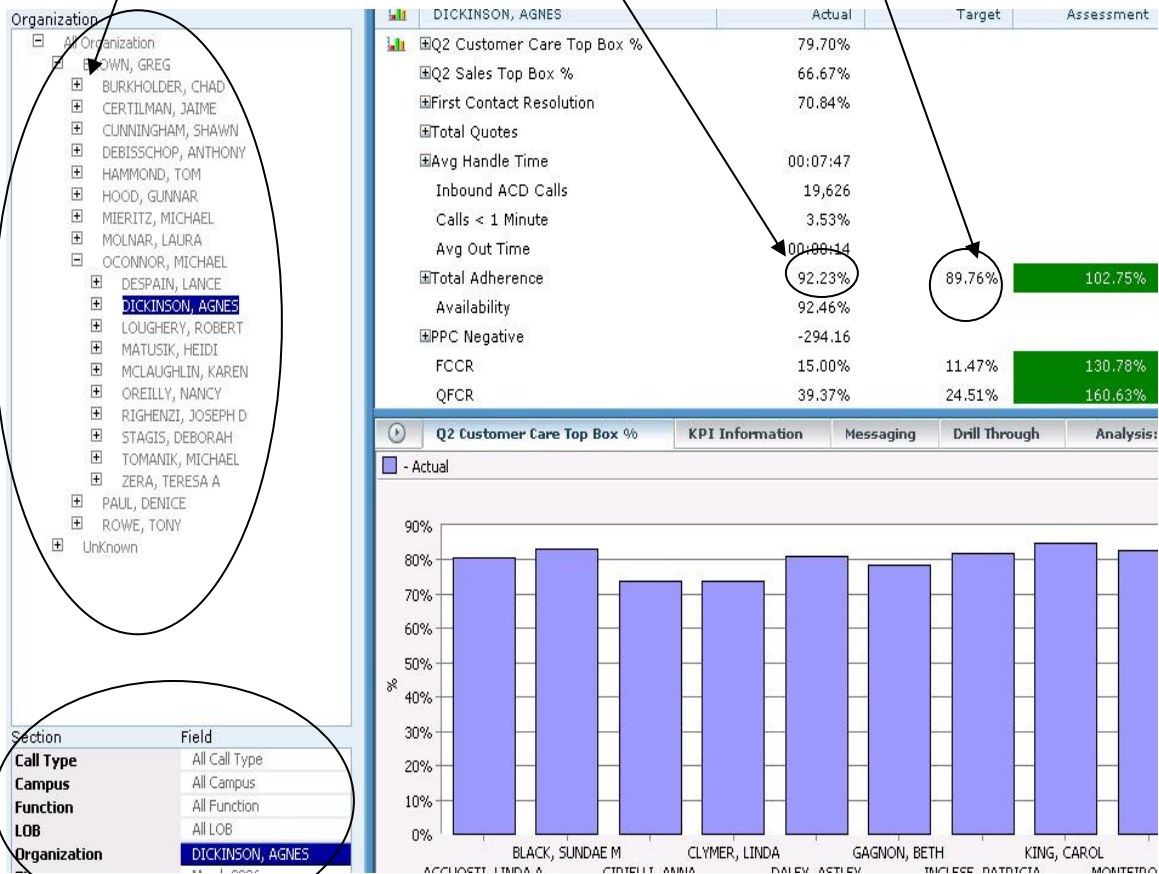 Organization
All Organization
BROWN, GREG
BURKHOLDER, CHAD
CERTILMAN, JAIME
CUNNINGHAM, SHAWN
DEBISSCHOP, ANTHONY
HAMMOND, TOM
HOOD, GUNNAR
MIERITZ, MICHAEL
MOLNAR, LAURA
OCONNOR, MICHAEL
DESPAIN, LANCE
DICKINSON, AGNES
LOUGHERY, ROBERT
MATUSIK, HEIDI
MCLAUGHLIN, KAREN
OREILLY, NANCY
RIGHENZI, JOSEPH D
STAGIS, DEBORAH
TOMANIK, MICHAEL
ZERA, TERESA A
PAUL, DENICE
ROWE, TONY
UnKnown
Section Field
Call Type All Call Type
Campus All Campus
Function All Function
LOB All LOB
Organization DICKINSON, AGNES
DICKINSON, AGNES Actual Target Assessment
Q2 Customer Care Top Box % 79.70%
Q2 Sales Top Box % 66.67%
First Contact Resolution 70.84%
Total Quotes
Avg Handle Time 00:07:47
Inbound ACD Calls 19,626
Calls < 1 Minute 3.53%
Avg Out Time 00:00:14
Total Adherence 92.23% 89.76% 102.75%
Availability 92.46%
PPC Negative -294.16
FCCR 15.00% 11.47% 130.78%
QFCR 39.37% 24.51% 160.63%
Q2 Customer Care Top Box % KPI Information Messaging Drill Through Analysis:
- Actual
90%
80%
70%
60%
50%
%
40%
30%
20%
10%
0%
BLACK, SUNDAE M CLYMER, LINDA GAGNON, BETH KING, CAROL